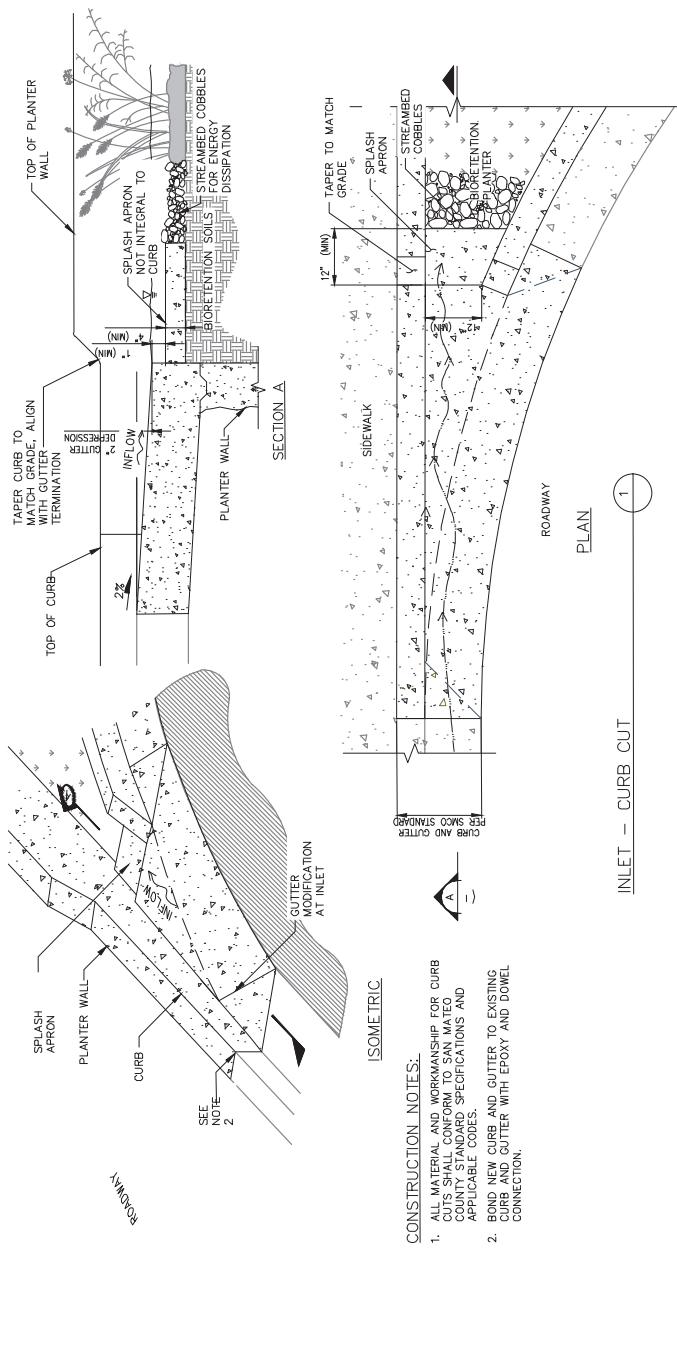 TOP OF CURB
TAPER CURB TO
MATCH GRADE, ALIGN
WITH GUTTER
TERMINATION
TOP OF PLANTER
WALL
2%
2" GUTTER
DEPRESSION
INFLOW
1" (MIN)
4" (MIN)
SPLASH APRON
NOT INTEGRAL TO
CURB
BIORETENTION SOILS
STREAMBED COBBLES
FOR ENERGY
DISSIPATION
PLANTER WALL
SECTION A
ROADWAY
SPLASH
APRON
PLANTER WALL
CURB
SEE
NOTE
2
INFLOW
GUTTER
MODIFICATION
AT INLET
ISOMETRIC
12" (MIN)
TAPER TO MATCH
GRADE
SPLASH
APRON
STREAMBED
COBBLES
BIORETENTION
PLANTER
12" (MIN)
SIDEWALK
CURB AND GUTTER
PER SMCO STANDARD
ROADWAY
A
PLAN
CONSTRUCTION NOTES:
1. ALL MATERIAL AND WORKMANSHIP FOR CURB
CUTS SHALL CONFORM TO SAN MATEO
COUNTY STANDARD SPECIFICATIONS AND
APPLICABLE CODES.
2. BOND NEW CURB AND GUTTER TO EXISTING
CURB AND GUTTER WITH EPOXY AND DOWEL
CONNECTION.
INLET – CURB CUT
1